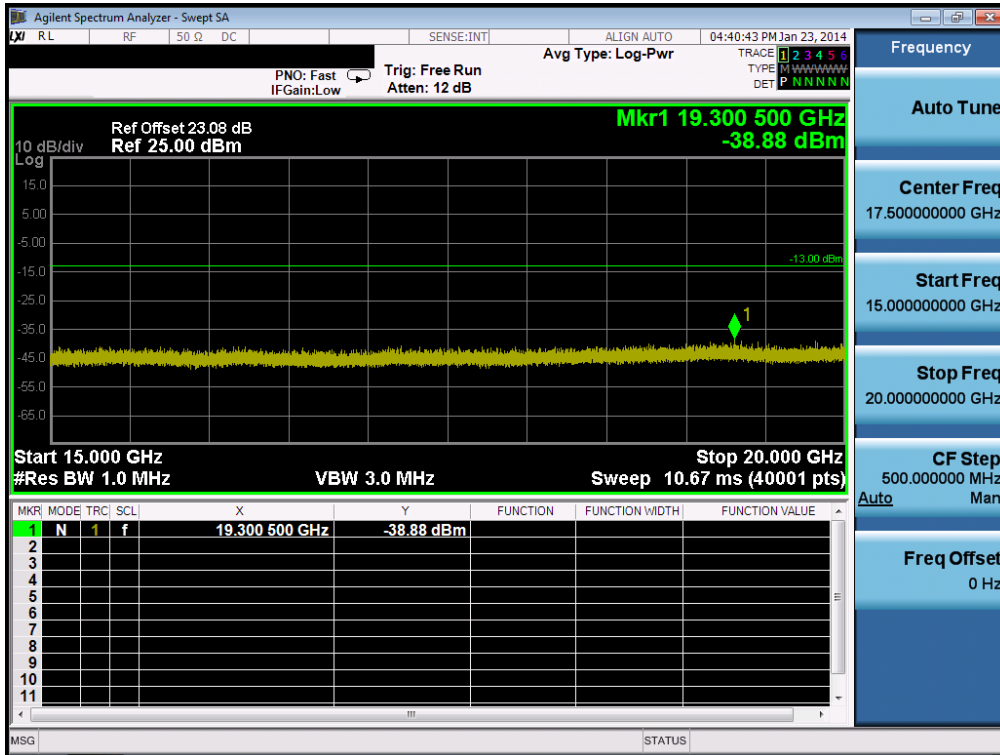 Agilent Spectrum Analyzer - Swept SA
LXI RL RF 50 Ω DC SENSE:INT ALIGN AUTO 04:40:43 PM Jan 23, 2014
PNO: Fast
IFGain:Low
Trig: Free Run
Atten: 12 dB
Avg Type: Log-Pwr
TRACE 1 2 3 4 5 6
TYPE M WWWWW
DET P N N N N N
Mkr1 19.300 500 GHz
-38.88 dBm
Ref Offset 23.08 dB
10 dB/div Ref 25.00 dBm
Log
15.0
5.00
-5.00
-13.00 dBm
-15.0
-25.0
1
-35.0
-45.0
-55.0
-65.0
Start 15.000 GHz Stop 20.000 GHz
#Res BW 1.0 MHz VBW 3.0 MHz Sweep 10.67 ms (40001 pts)
MKR MODE TRC SCL X Y FUNCTION FUNCTION WIDTH FUNCTION VALUE
1 N 1 f 19.300 500 GHz -38.88 dBm
2
3
4
5
6
7
8
9
10
11
MSG STATUS
Frequency
Auto Tune
Center Freq
17.500000000 GHz
Start Freq
15.000000000 GHz
Stop Freq
20.000000000 GHz
CF Step
500.000000 MHz
Auto Man
Freq Offset
0 Hz